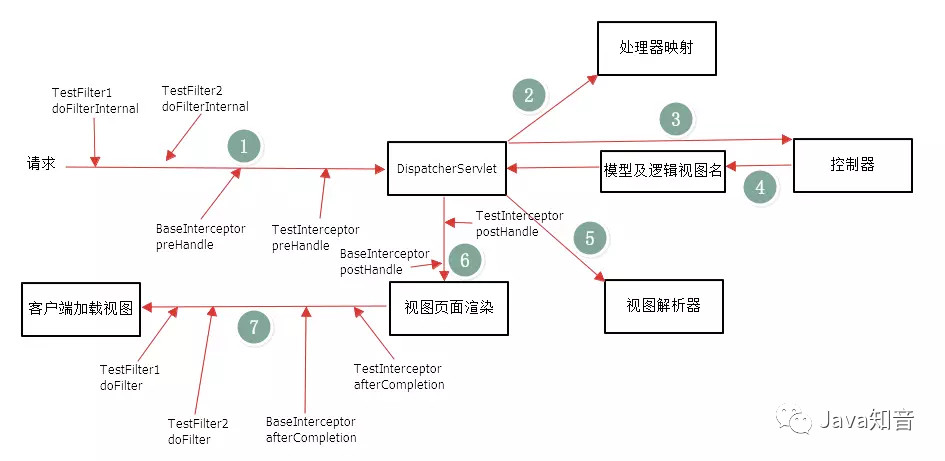 处理器映射
TestFilter1
doFilterInternal
TestFilter2
doFilterInternal
2
3
请求
1
DispatcherServlet
模型及逻辑视图名
控制器
4
BaseInterceptor
preHandle
TestInterceptor
preHandle
TestInterceptor
postHandle
5
BaseInterceptor
postHandle
6
客户端加载视图
7
视图页面渲染
视图解析器
TestFilter1
doFilter
TestInterceptor
afterCompletion
TestFilter2
doFilter
BaseInterceptor
afterCompletion
Java知音